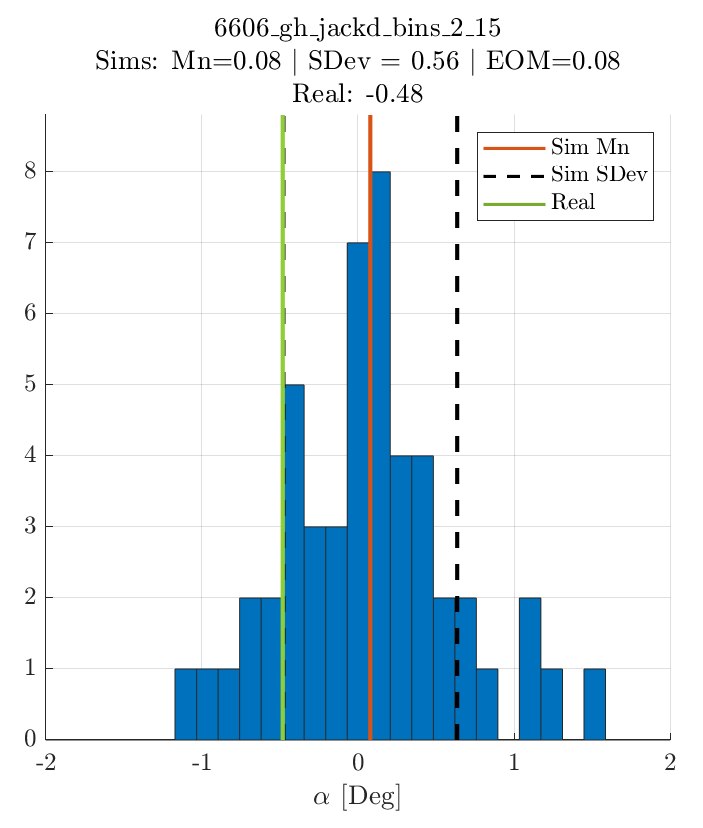 6606_gh_jackd_bins_2_15
Sims: Mn=0.08 | SDev = 0.56 | EOM=0.08
Real: -0.48
Sim Mn
Sim SDev
Real
8
7
6
5
4
3
2
1
0
-2 -1 0 1 2
α [Deg]